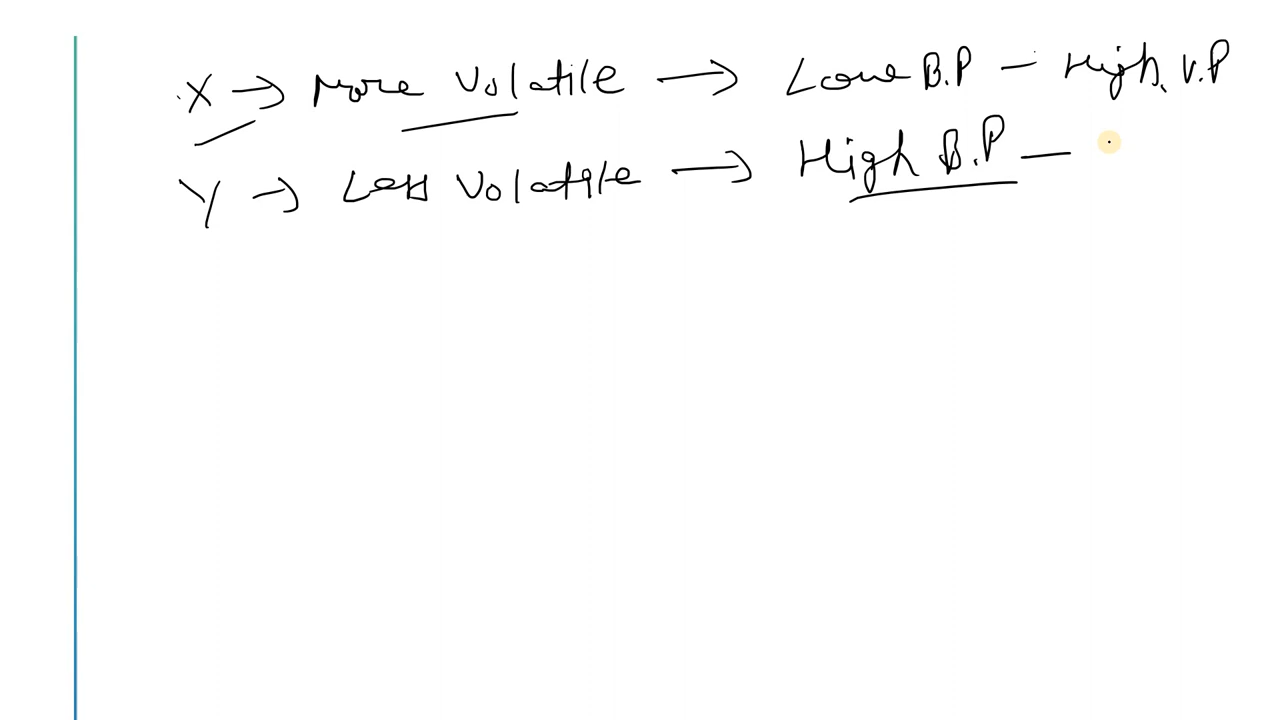 X → More Volatile → Low B.P — High V.P
Y → Less Volatile → High B.P —